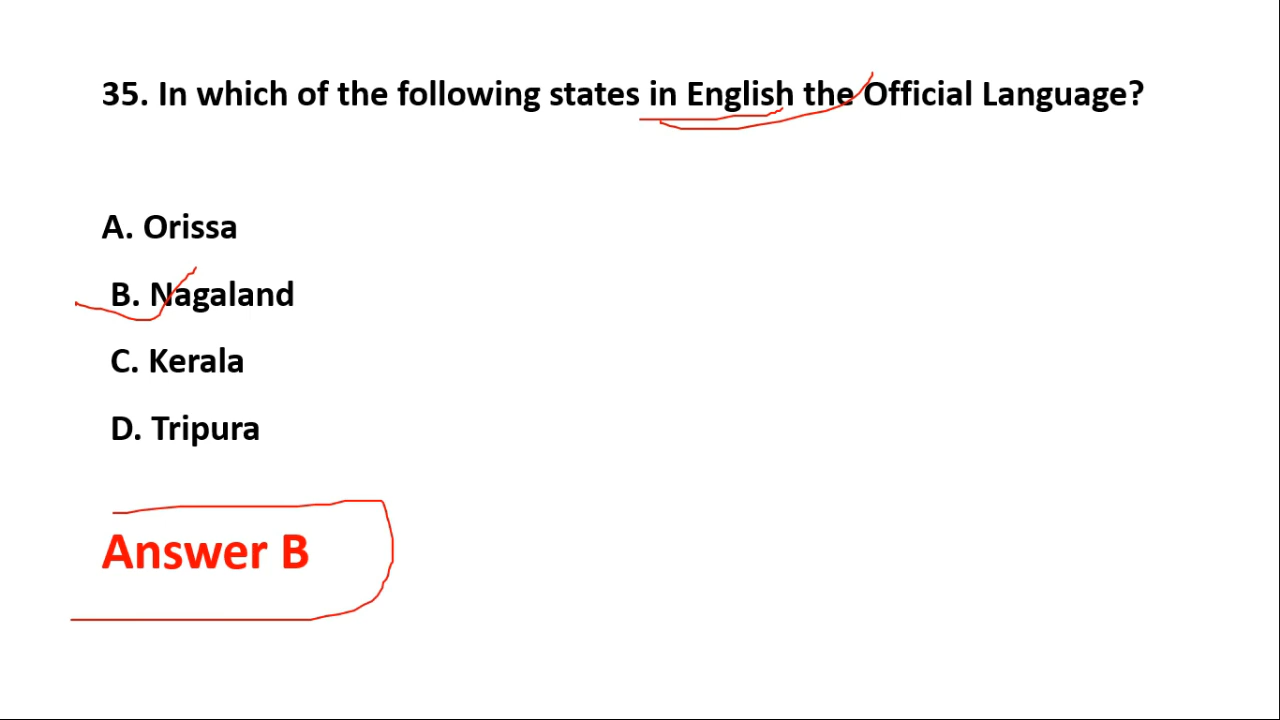 35. In which of the following states in English the Official Language?
A. Orissa
B. Nagaland
C. Kerala
D. Tripura
Answer B